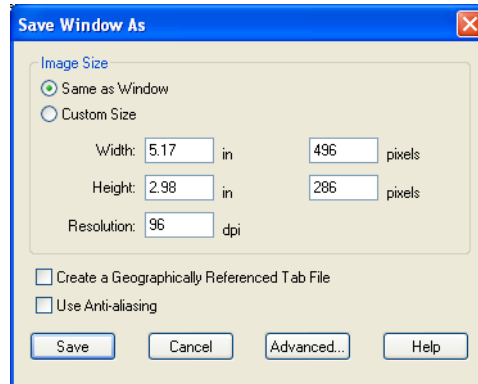 Save Window As
Image Size
Same as Window
Custom Size
Width: 5.17 in 496 pixels
Height: 2.98 in 286 pixels
Resolution: 96 dpi
Create a Geographically Referenced Tab File
Use Anti-aliasing
Save Cancel Advanced... Help